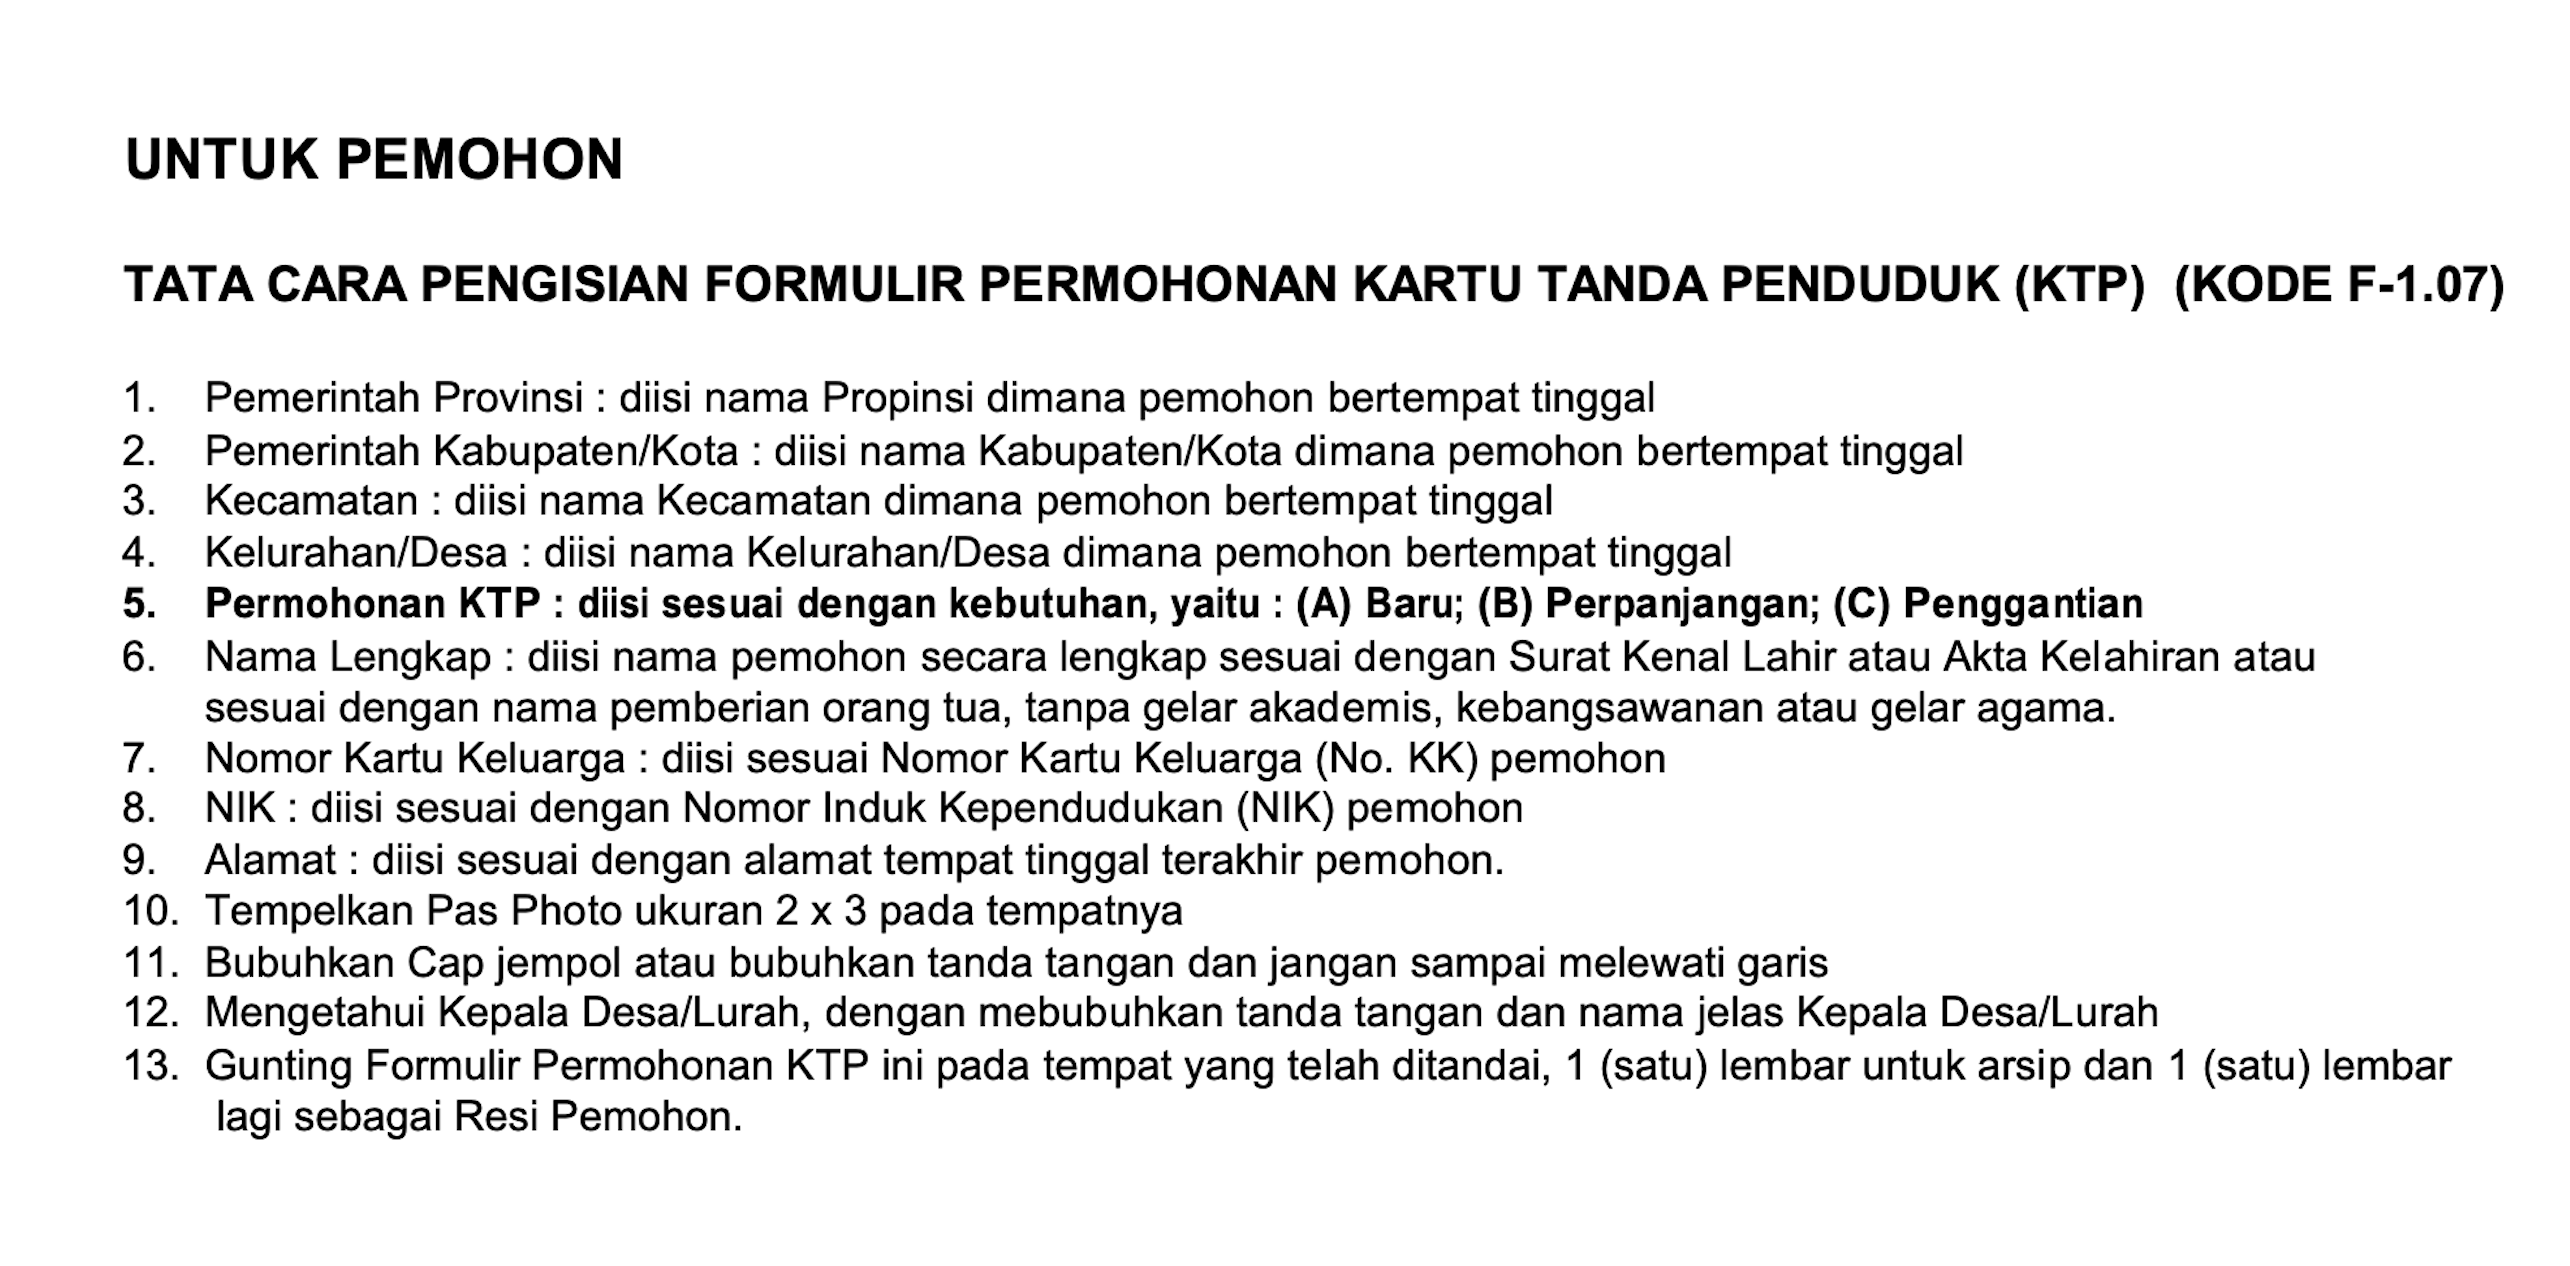 UNTUK PEMOHON
TATA CARA PENGISIAN FORMULIR PERMOHONAN KARTU TANDA PENDUDUK (KTP) (KODE F-1.07)
1. Pemerintah Provinsi : diisi nama Propinsi dimana pemohon bertempat tinggal
2. Pemerintah Kabupaten/Kota : diisi nama Kabupaten/Kota dimana pemohon bertempat tinggal
3. Kecamatan : diisi nama Kecamatan dimana pemohon bertempat tinggal
4. Kelurahan/Desa : diisi nama Kelurahan/Desa dimana pemohon bertempat tinggal
5. Permohonan KTP : diisi sesuai dengan kebutuhan, yaitu : (A) Baru; (B) Perpanjangan; (C) Penggantian
6. Nama Lengkap : diisi nama pemohon secara lengkap sesuai dengan Surat Kenal Lahir atau Akta Kelahiran atau
sesuai dengan nama pemberian orang tua, tanpa gelar akademis, kebangsawanan atau gelar agama.
7. Nomor Kartu Keluarga : diisi sesuai Nomor Kartu Keluarga (No. KK) pemohon
8. NIK : diisi sesuai dengan Nomor Induk Kependudukan (NIK) pemohon
9. Alamat : diisi sesuai dengan alamat tempat tinggal terakhir pemohon.
10. Tempelkan Pas Photo ukuran 2 x 3 pada tempatnya
11. Bubuhkan Cap jempol atau bubuhkan tanda tangan dan jangan sampai melewati garis
12. Mengetahui Kepala Desa/Lurah, dengan mebubuhkan tanda tangan dan nama jelas Kepala Desa/Lurah
13. Gunting Formulir Permohonan KTP ini pada tempat yang telah ditandai, 1 (satu) lembar untuk arsip dan 1 (satu) lembar
lagi sebagai Resi Pemohon.